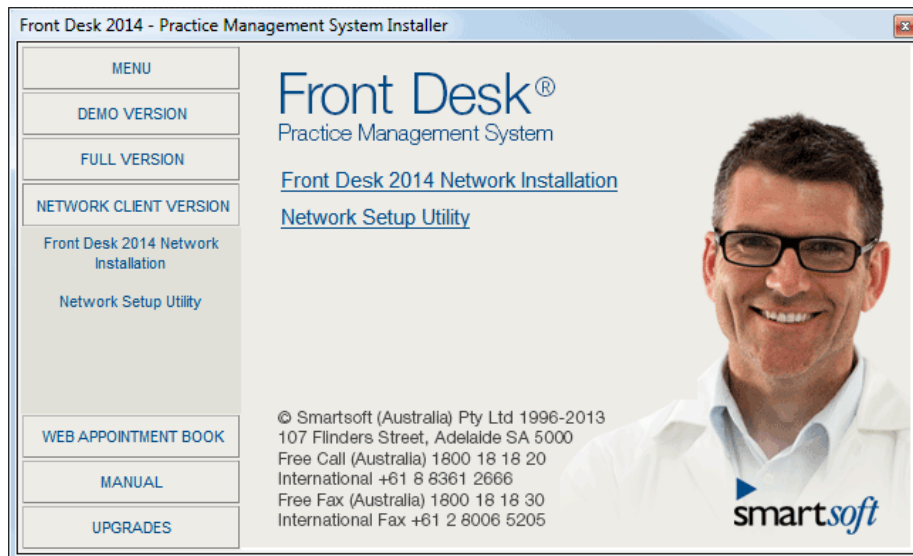 Front Desk 2014 - Practice Management System Installer
MENU
DEMO VERSION
FULL VERSION
NETWORK CLIENT VERSION
Front Desk 2014 Network
Installation
Network Setup Utility
WEB APPOINTMENT BOOK
MANUAL
UPGRADES
Front Desk®
Practice Management System
Front Desk 2014 Network Installation
Network Setup Utility
© Smartsoft (Australia) Pty Ltd 1996-2013
107 Flinders Street, Adelaide SA 5000
Free Call (Australia) 1800 18 18 20
International +61 8 8361 2666
Free Fax (Australia) 1800 18 18 30
International Fax +61 2 8006 5205
smartsoft